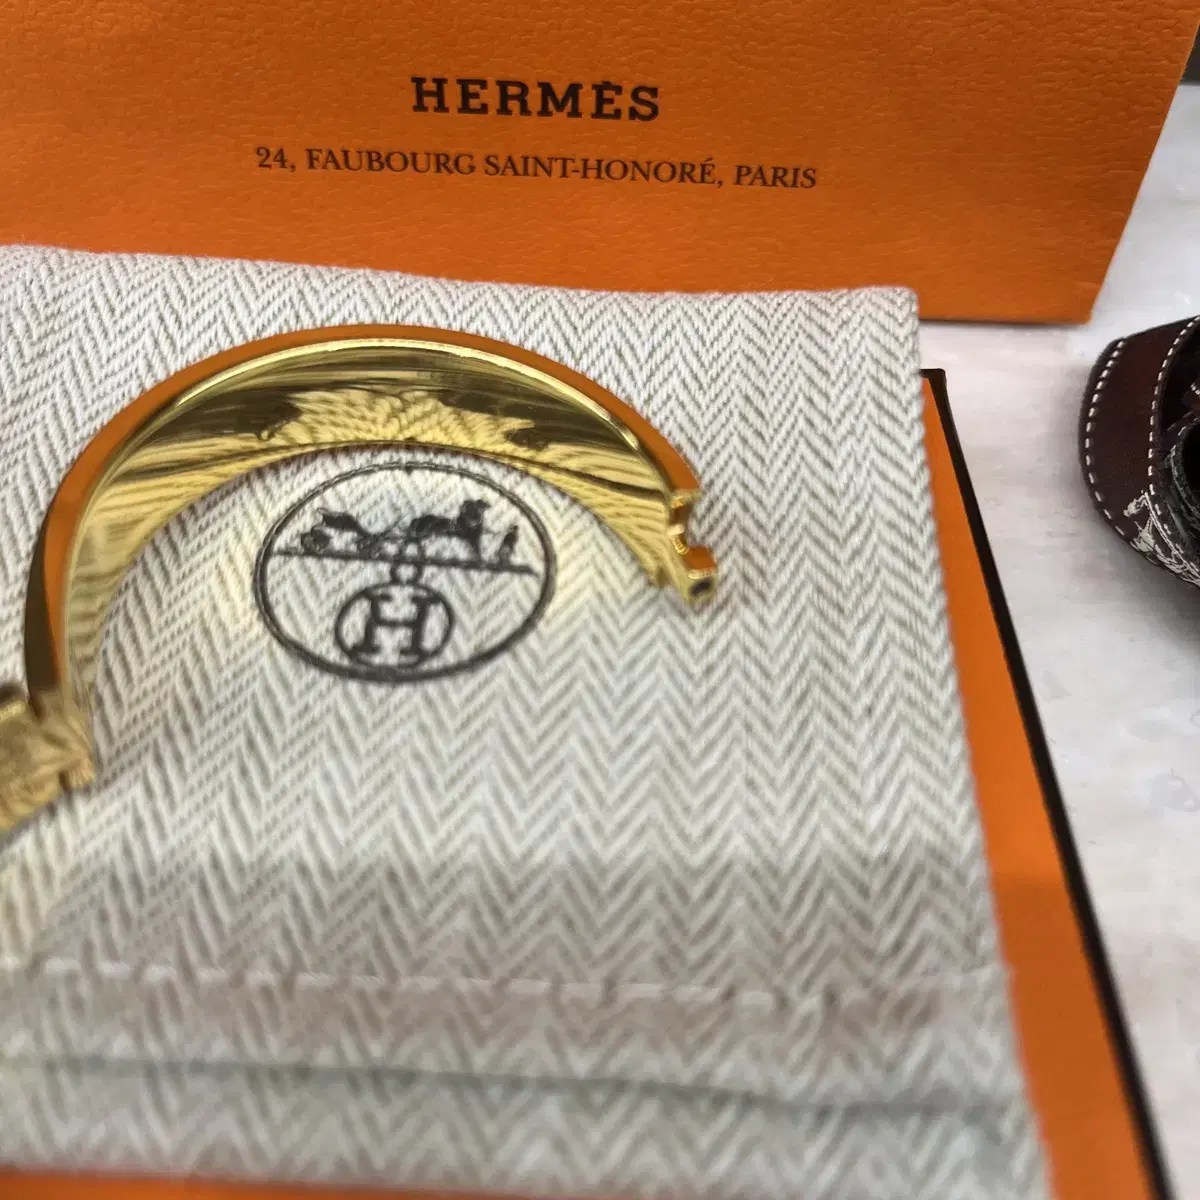 HERMÈS
24, FAUBOURG SAINT-HONORÉ, PARIS
H